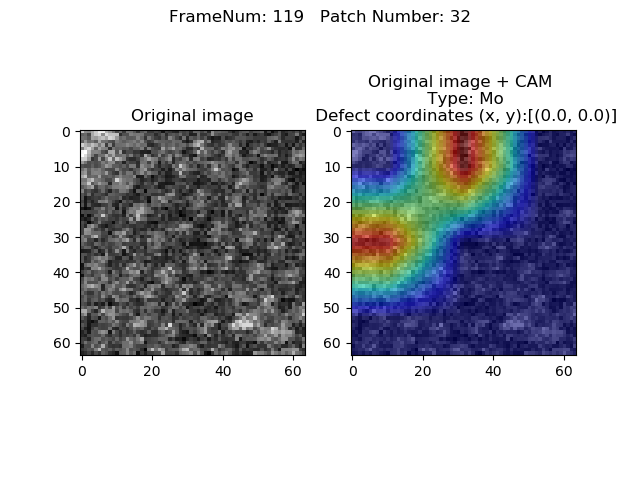 FrameNum: 119   Patch Number: 32
Original image
Original image + CAM
Type: Mo
Defect coordinates (x, y):[(0.0, 0.0)]
0
10
20
30
40
50
60
0 20 40 60
0
10
20
30
40
50
60
0 20 40 60